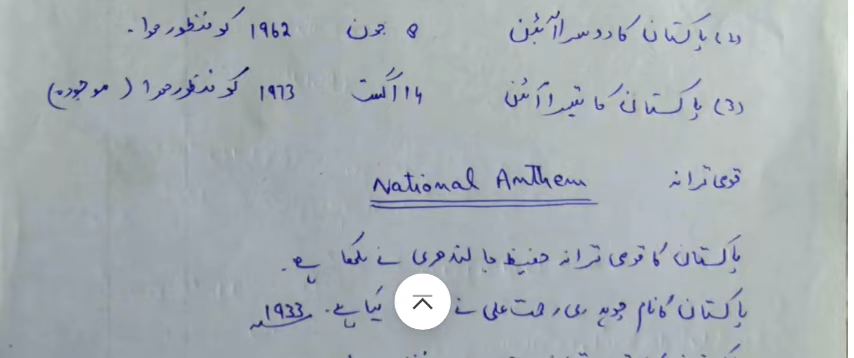 (2) پاکستان کا دوسرا آئین 8 جون 1962 کو منظور ہوا۔
(3) پاکستان کا تیسرا آئین 14 اگست 1973 کو منظور ہوا (موجودہ)
قومی ترانہ National Anthem
پاکستان کا قومی ترانہ حفیظ جالندھری نے لکھا ہے۔
پاکستان کا نام چوہدری رحمت علی نے کیا ہے۔ 1933